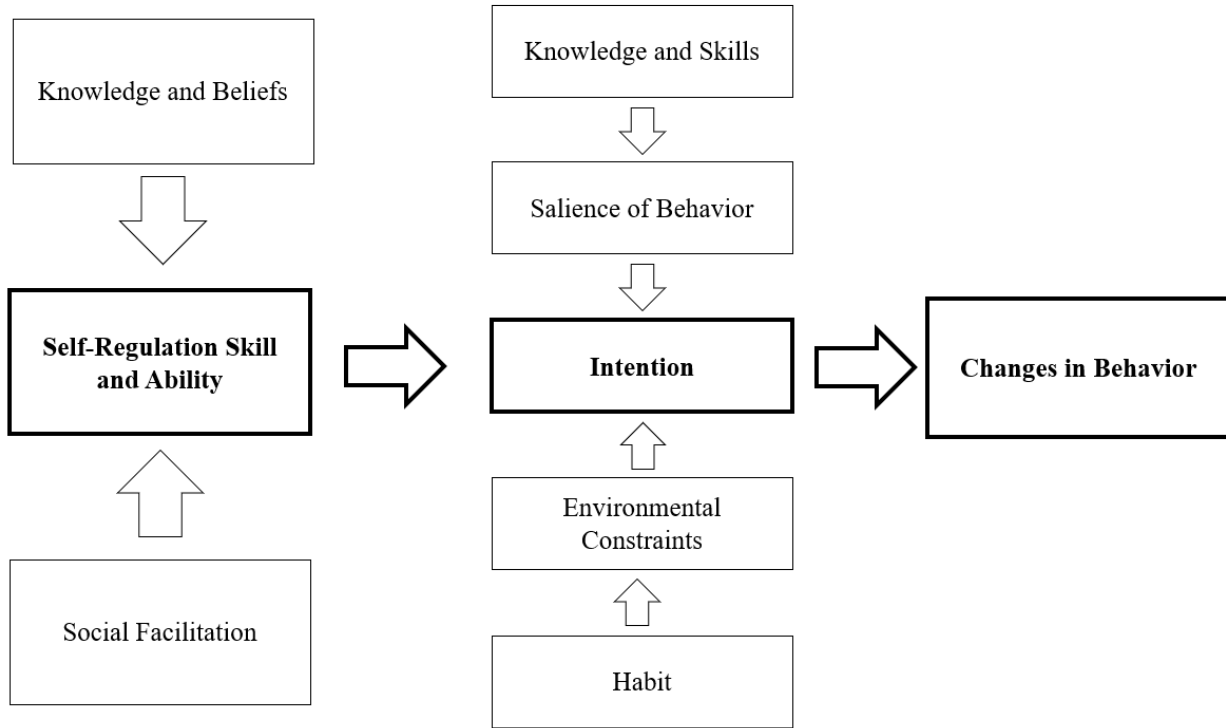 Knowledge and Beliefs
Self-Regulation Skill
and Ability
Social Facilitation
Knowledge and Skills
Salience of Behavior
Intention
Environmental
Constraints
Habit
Changes in Behavior